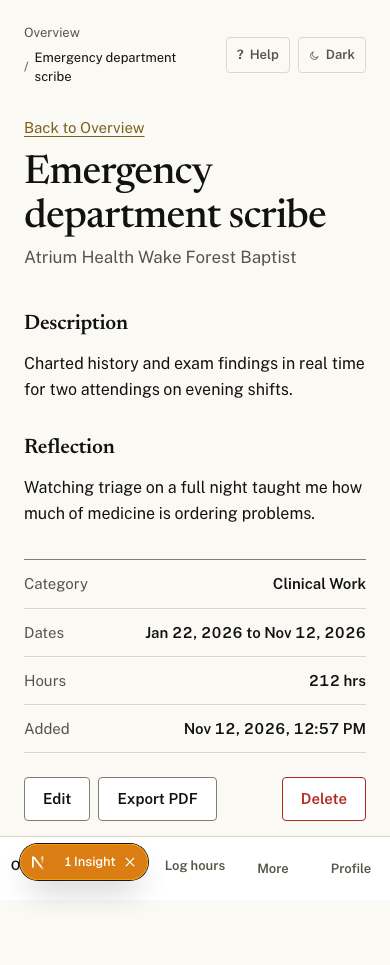 Overview
/ Emergency department
scribe
? Help
Dark
Back to Overview
Emergency
department scribe
Atrium Health Wake Forest Baptist
Description
Charted history and exam findings in real time
for two attendings on evening shifts.
Reflection
Watching triage on a full night taught me how
much of medicine is ordering problems.
Category Clinical Work
Dates Jan 22, 2026 to Nov 12, 2026
Hours 212 hrs
Added Nov 12, 2026, 12:57 PM
Edit
Export PDF
Delete
N 1 Insight
Log hours
More
Profile